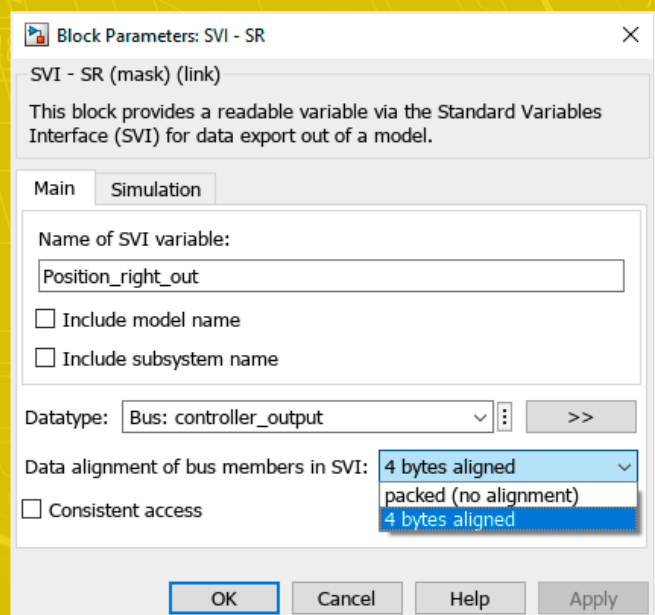 Block Parameters: SVI - SR
SVI - SR (mask) (link)
This block provides a readable variable via the Standard Variables
Interface (SVI) for data export out of a model.
Main
Simulation
Name of SVI variable:
Position_right_out
Include model name
Include subsystem name
Datatype: Bus: controller_output >>
Data alignment of bus members in SVI: 4 bytes aligned
packed (no alignment)
4 bytes aligned
Consistent access
OK Cancel Help Apply